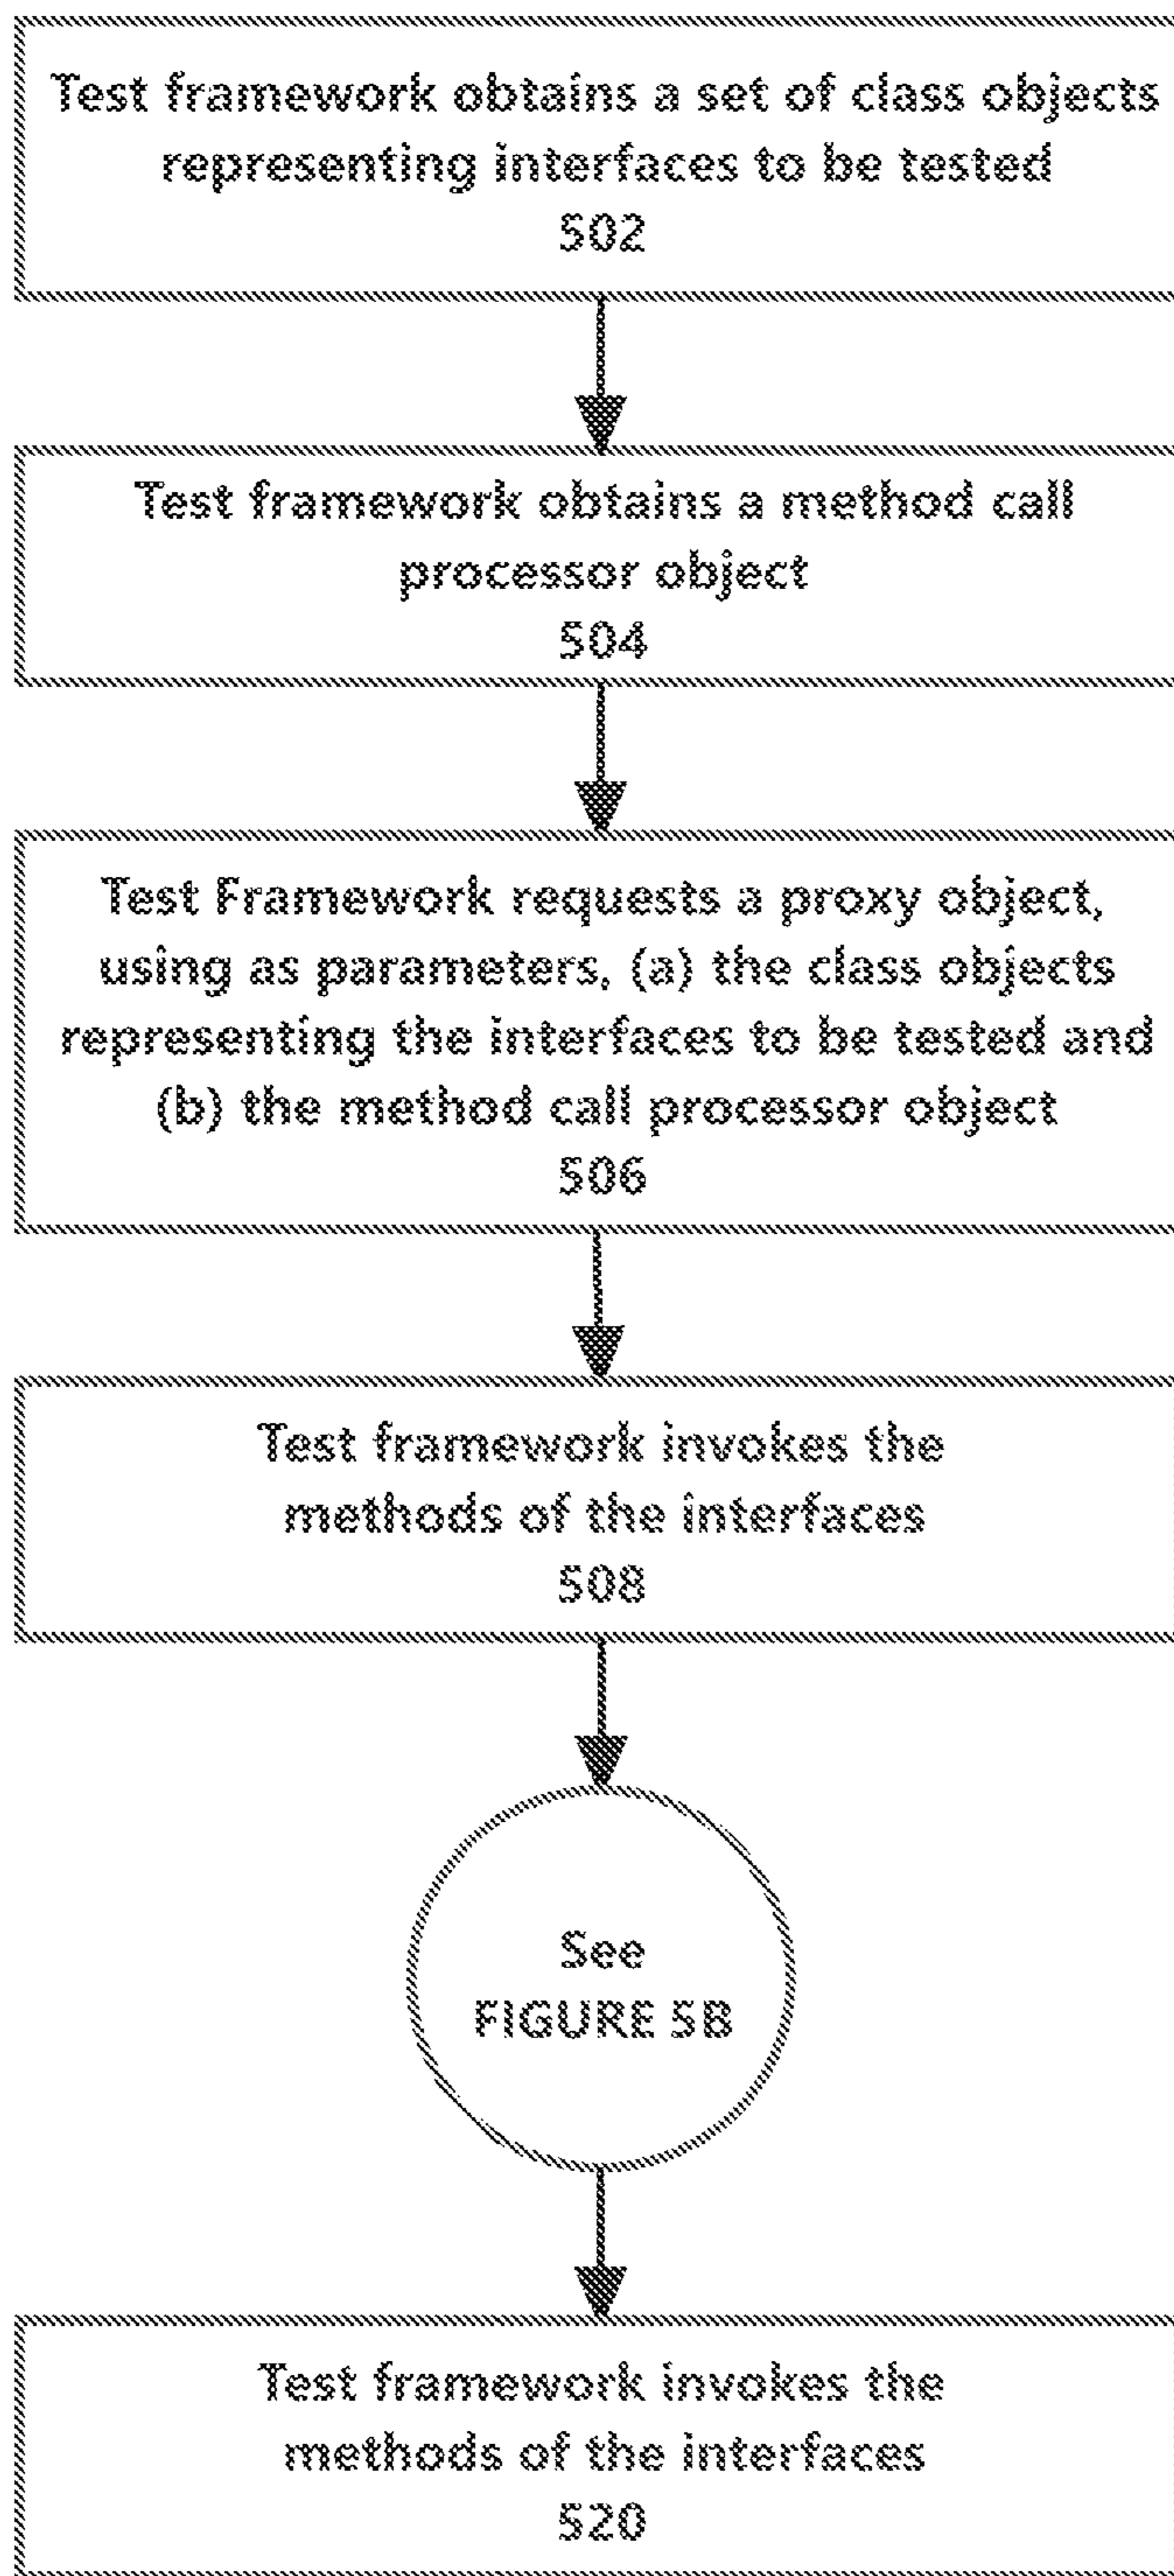 Test framework obtains a set of class objects
representing interfaces to be tested
502
Test framework obtains a method call
processor object
504
Test Framework requests a proxy object,
using as parameters, (a) the class objects
representing the interfaces to be tested and
(b) the method call processor object
506
Test framework invokes the
methods of the interfaces
508
See
FIGURE 5B
Test framework invokes the
methods of the interfaces
520